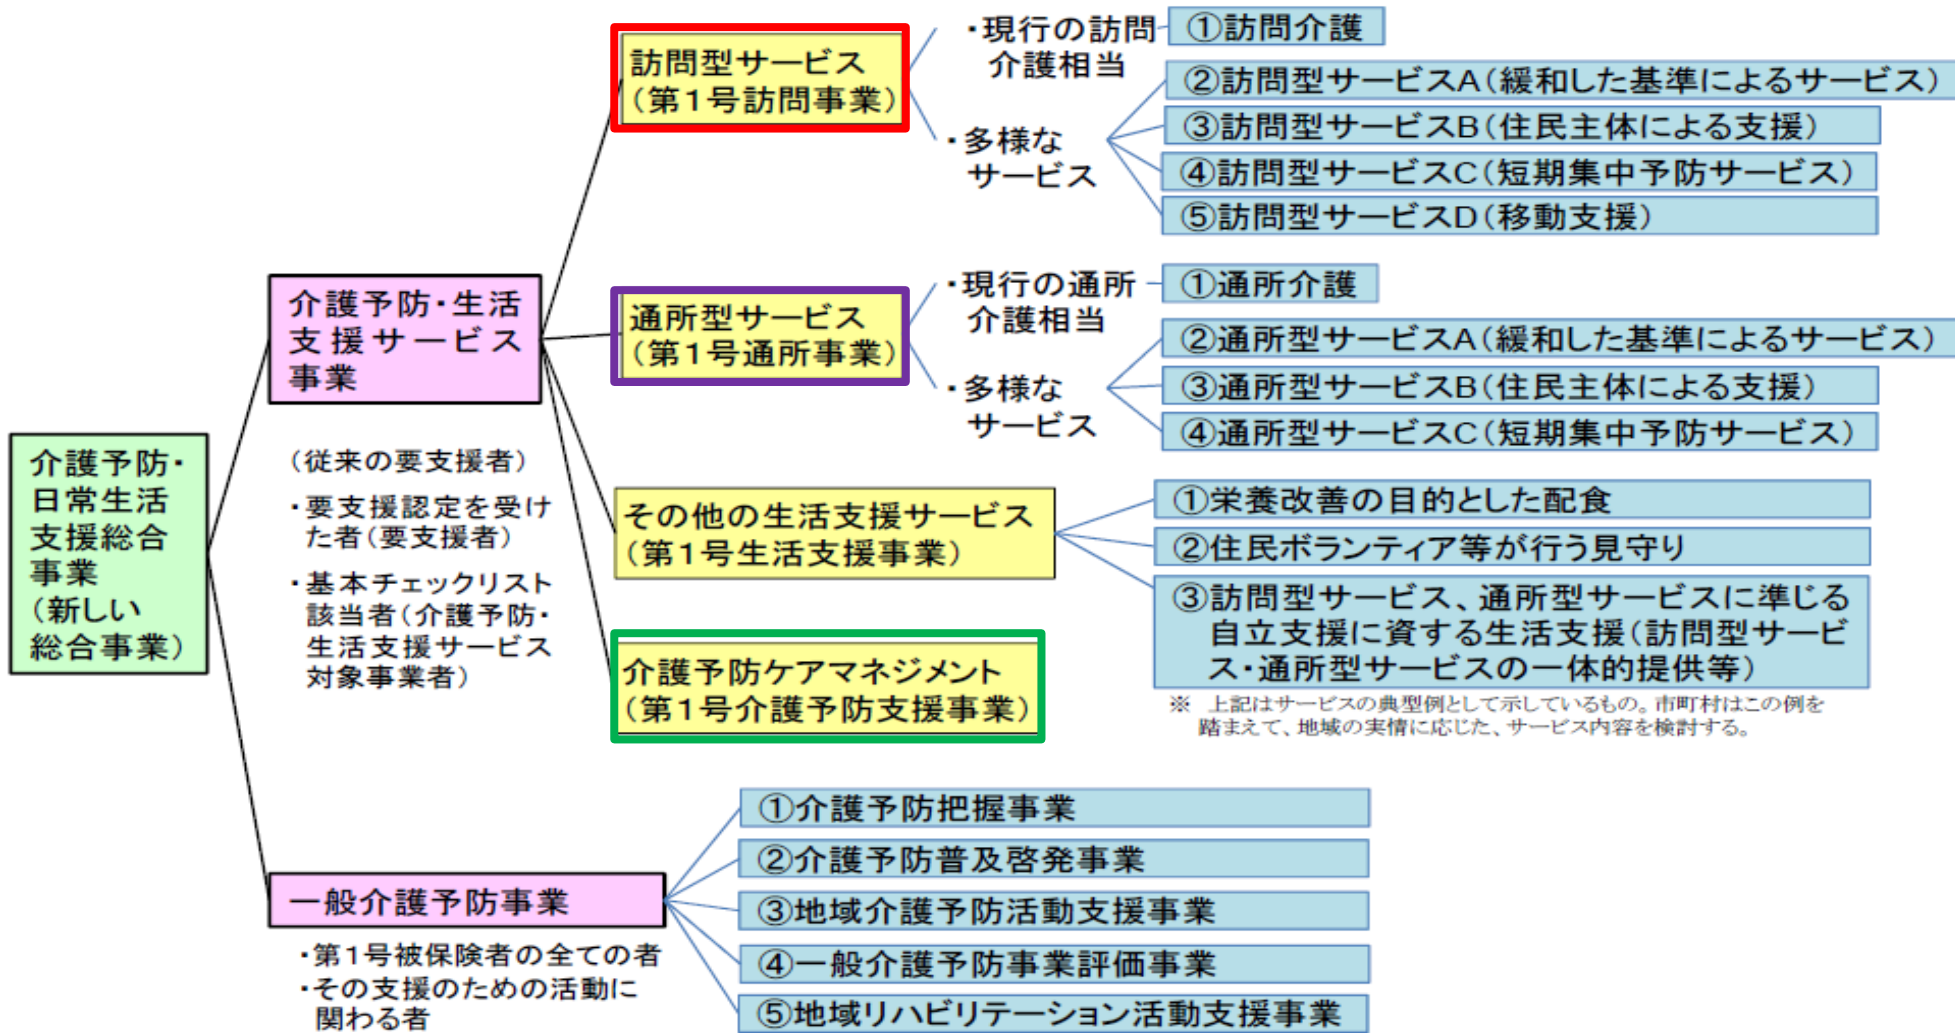 介護予防・
日常生活
支援総合
事業
（新しい
総合事業）
介護予防・生活
支援サービス
事業
（従来の要支援者）
・要支援認定を受け
た者（要支援者）
・基本チェックリスト
該当者（介護予防・
生活支援サービス
対象事業者）
訪問型サービス
（第1号訪問事業）
・現行の訪問
介護相当
①訪問介護
・多様な
サービス
②訪問型サービスA（緩和した基準によるサービス）
③訪問型サービスB（住民主体による支援）
④訪問型サービスC（短期集中予防サービス）
⑤訪問型サービスD（移動支援）
通所型サービス
（第1号通所事業）
・現行の通所
介護相当
①通所介護
・多様な
サービス
②通所型サービスA（緩和した基準によるサービス）
③通所型サービスB（住民主体による支援）
④通所型サービスC（短期集中予防サービス）
その他の生活支援サービス
（第1号生活支援事業）
①栄養改善の目的とした配食
②住民ボランティア等が行う見守り
③訪問型サービス、通所型サービスに準じる
自立支援に資する生活支援（訪問型サービ
ス・通所型サービスの一体的提供等）
介護予防ケアマネジメント
（第1号介護予防支援事業）
※　上記はサービスの典型例として示しているもの。市町村はこの例を
踏まえて、地域の実情に応じた、サービス内容を検討する。
一般介護予防事業
・第1号被保険者の全ての者
・その支援のための活動に
関わる者
①介護予防把握事業
②介護予防普及啓発事業
③地域介護予防活動支援事業
④一般介護予防事業評価事業
⑤地域リハビリテーション活動支援事業